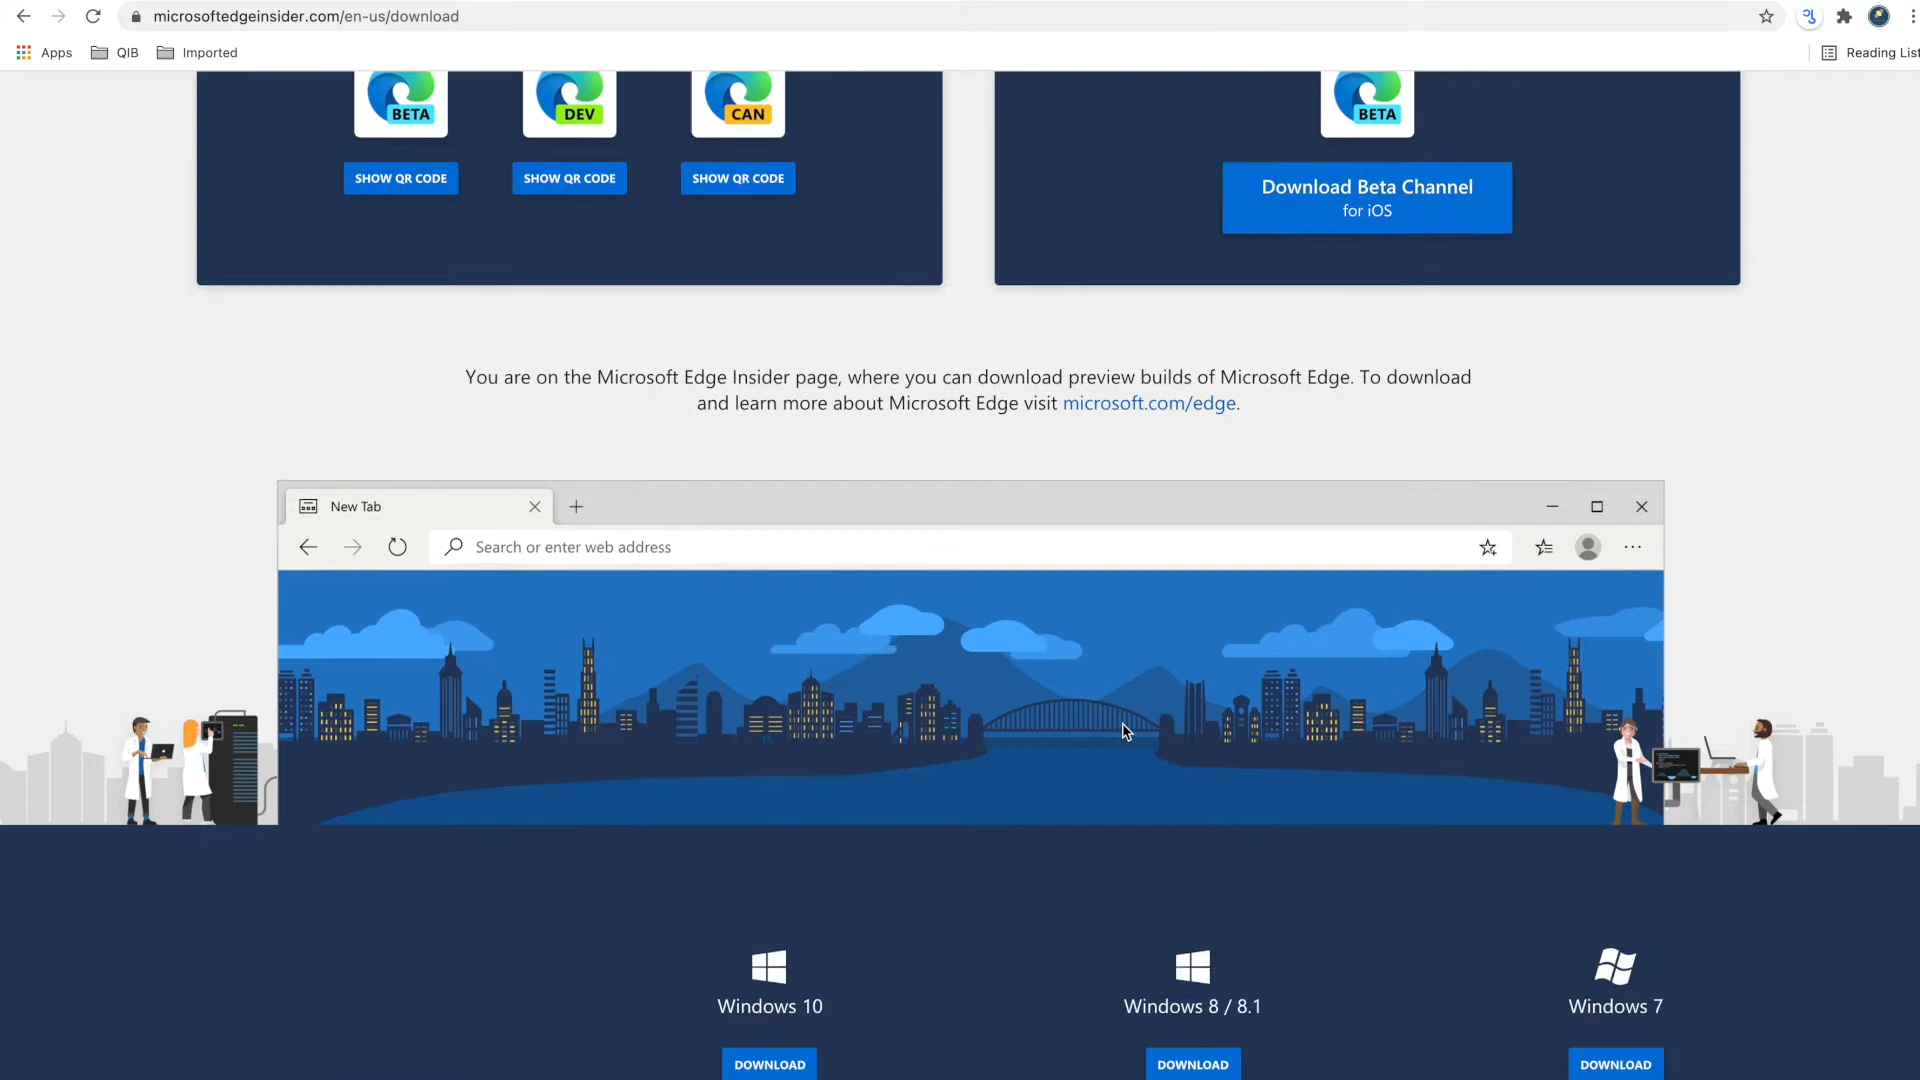 microsoftedgeinsider.com/en-us/download
Apps QIB Imported Reading List
BETA DEV CAN BETA
SHOW QR CODE SHOW QR CODE SHOW QR CODE
Download Beta Channel
for iOS
You are on the Microsoft Edge Insider page, where you can download preview builds of Microsoft Edge. To download
and learn more about Microsoft Edge visit microsoft.com/edge.
New Tab
Search or enter web address
Windows 10 Windows 8 / 8.1 Windows 7
DOWNLOAD DOWNLOAD DOWNLOAD